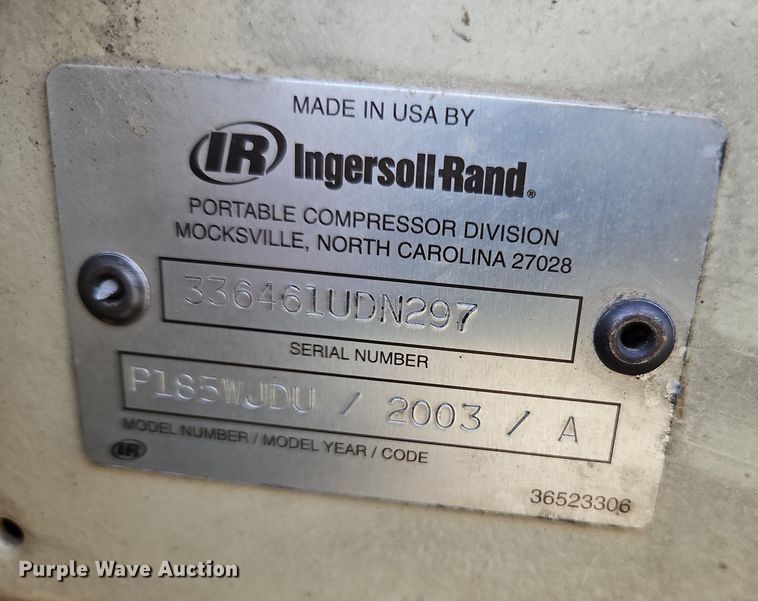 MADE IN USA BY
IR Ingersoll-Rand®
PORTABLE COMPRESSOR DIVISION
MOCKSVILLE, NORTH CAROLINA 27028
336461UDN297
SERIAL NUMBER
P185WJDU / 2003 / A
MODEL NUMBER / MODEL YEAR / CODE
IR
36523306
Purple Wave Auction